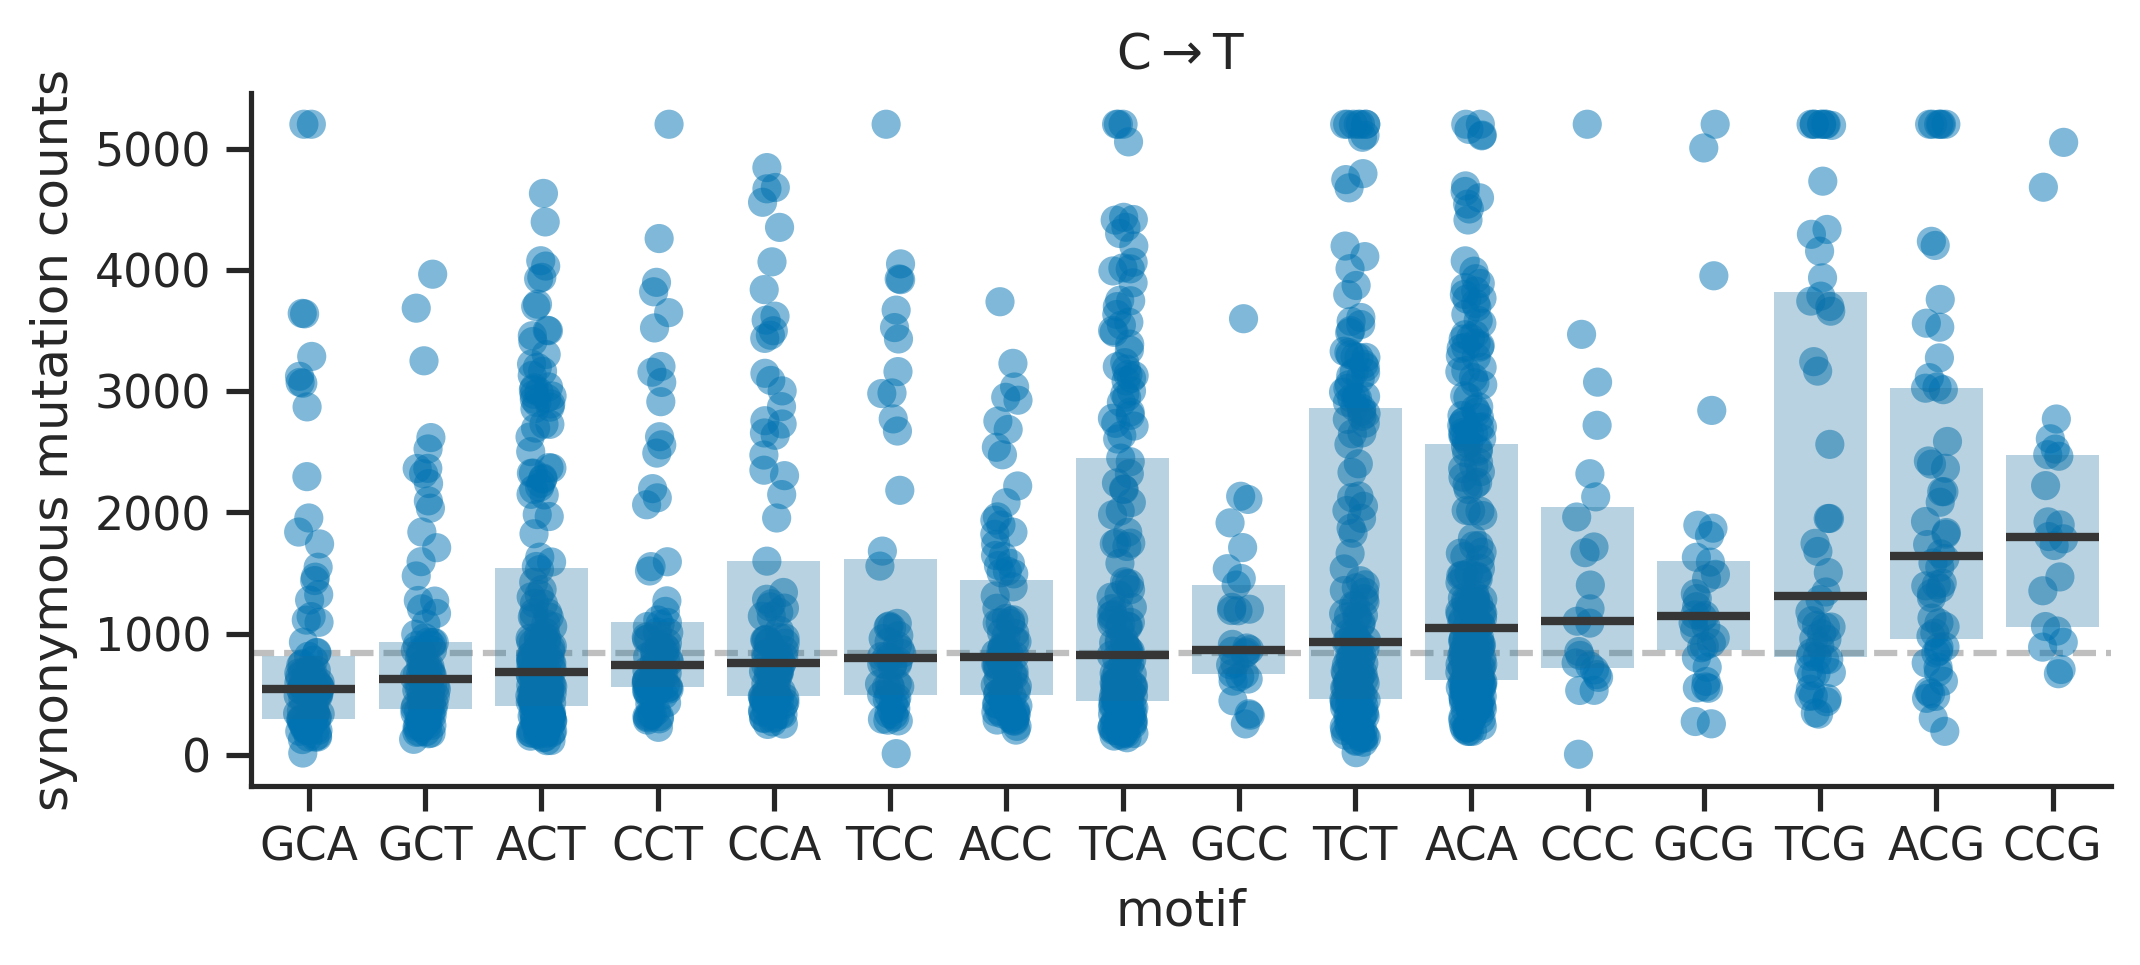 C→T
synonymous mutation counts
5000
4000
3000
2000
1000
0
GCA GCT ACT CCT CCA TCC ACC TCA GCC TCT ACA CCC GCG TCG ACG CCG
motif